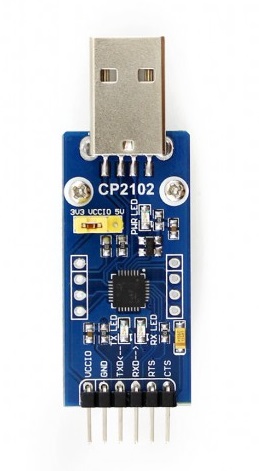 CP2102
3V3 VCCIO 5V
PWR LED
TX LED
RX LED
VCCIO
GND
TXD<--
RXD-->
RTS
CTS